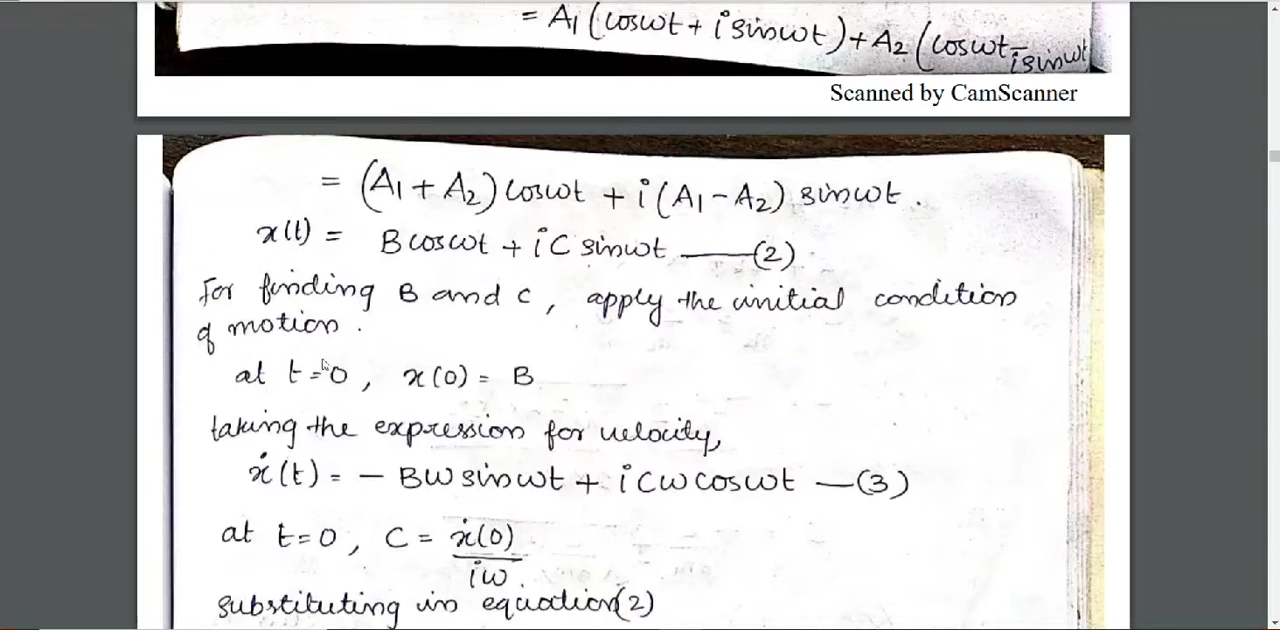 = A₁(cosωt + i sinωt) + A₂(cosωt - i sinωt
Scanned by CamScanner
= (A₁ + A₂) cosωt + i(A₁ - A₂) sinωt.
x(t) = B cosωt + iC sinωt ——(2)
For finding B and C, apply the initial condition
of motion.
at t=0, x(0) = B
taking the expression for velocity,
ẋ(t) = - Bω sinωt + iCω cosωt —(3)
at t=0, C = ẋ(0)
iω.
substituting in equation(2)